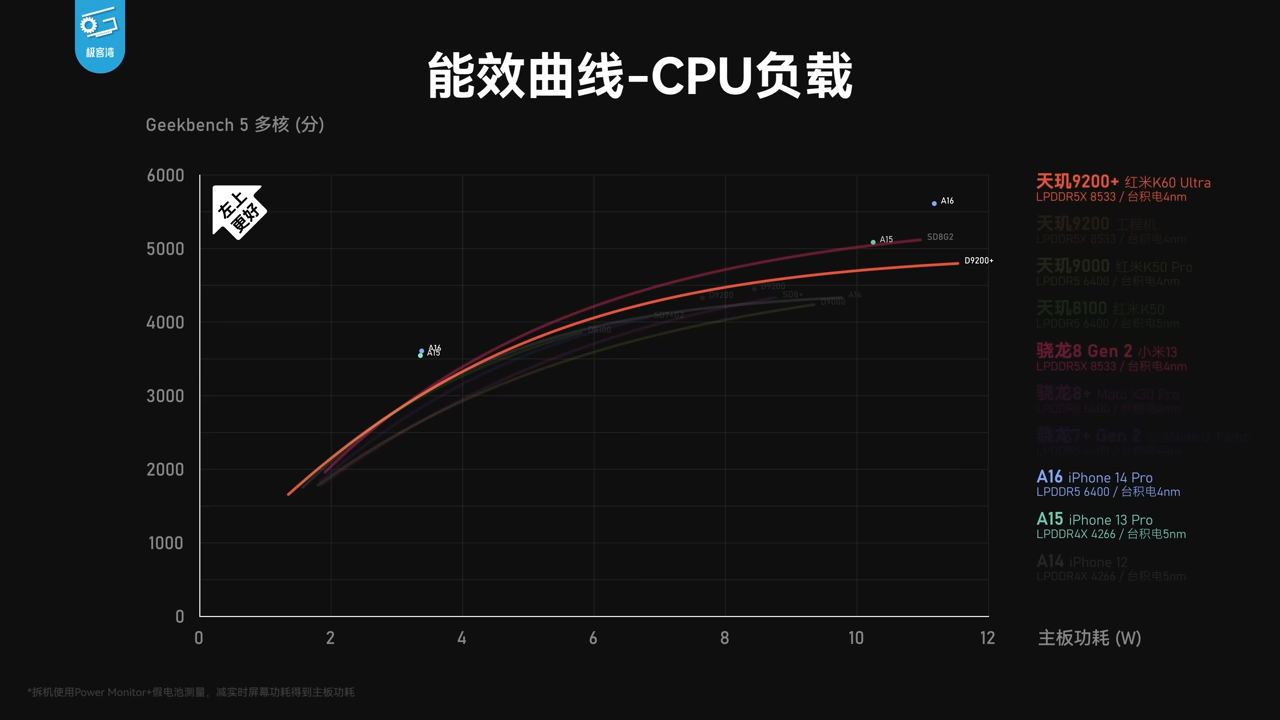 极客湾
能效曲线-CPU负载
Geekbench 5 多核 (分)
6000
5000
4000
3000
2000
1000
0
左上
更好
A16
A15
SD8G2
D9200+
D9200
D9200
SD8+
A14
D9000
SD7+G2
D8100
A16
A15
0 2 4 6 8 10 12
主板功耗 (W)
天玑9200+ 红米K60 Ultra
LPDDR5X 8533 / 台积电4nm
天玑9200 工程机
LPDDR5X 8533 / 台积电4nm
天玑9000 红米K50 Pro
LPDDR5 6400 / 台积电4nm
天玑8100 红米K50
LPDDR5 6400 / 台积电5nm
骁龙8 Gen 2 小米13
LPDDR5X 8533 / 台积电4nm
骁龙8+ Moto X30 Pro
骁龙7+ Gen 2
A16 iPhone 14 Pro
LPDDR5 6400 / 台积电4nm
A15 iPhone 13 Pro
LPDDR4X 4266 / 台积电5nm
A14 iPhone 12
LPDDR4X 4266 / 台积电5nm
*拆机使用Power Monitor+假电池测量，减实时屏幕功耗得到主板功耗